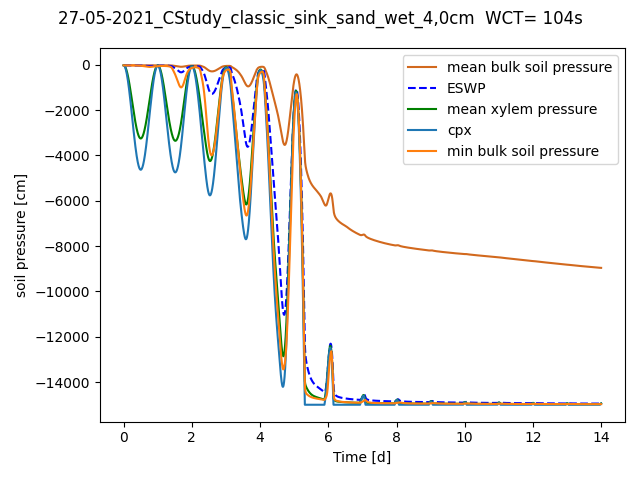 27-05-2021_CStudy_classic_sink_sand_wet_4,0cm  WCT= 104s
mean bulk soil pressure
ESWP
mean xylem pressure
cpx
min bulk soil pressure
soil pressure [cm]
0
−2000
−4000
−6000
−8000
−10000
−12000
−14000
0 2 4 6 8 10 12 14
Time [d]